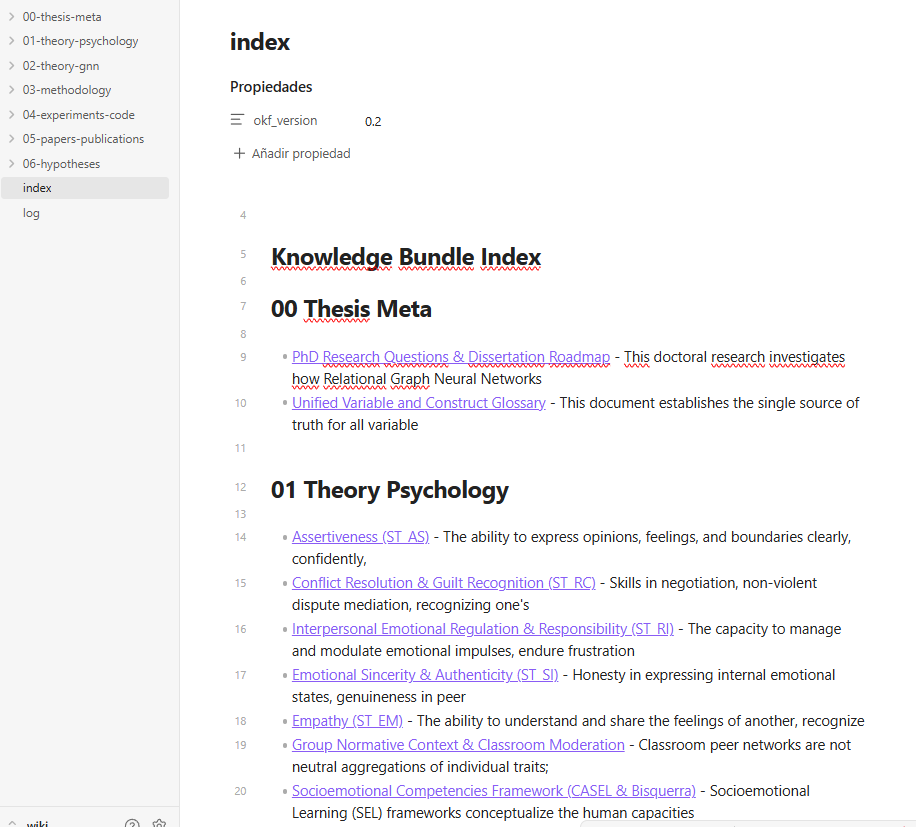 00-thesis-meta
01-theory-psychology
02-theory-gnn
03-methodology
04-experiments-code
05-papers-publications
06-hypotheses
index
log
wiki
index
Propiedades
okf_version 0.2
Añadir propiedad
4
5 Knowledge Bundle Index
6
7 00 Thesis Meta
8
9 PhD Research Questions & Dissertation Roadmap - This doctoral research investigates
how Relational Graph Neural Networks
10 Unified Variable and Construct Glossary - This document establishes the single source of
truth for all variable
11
12 01 Theory Psychology
13
14 Assertiveness (ST_AS) - The ability to express opinions, feelings, and boundaries clearly,
confidently,
15 Conflict Resolution & Guilt Recognition (ST_RC) - Skills in negotiation, non-violent
dispute mediation, recognizing one's
16 Interpersonal Emotional Regulation & Responsibility (ST_RI) - The capacity to manage
and modulate emotional impulses, endure frustration
17 Emotional Sincerity & Authenticity (ST_SI) - Honesty in expressing internal emotional
states, genuineness in peer
18 Empathy (ST_EM) - The ability to understand and share the feelings of another, recognize
19 Group Normative Context & Classroom Moderation - Classroom peer networks are not
neutral aggregations of individual traits;
20 Socioemotional Competencies Framework (CASEL & Bisquerra) - Socioemotional
Learning (SEL) frameworks conceptualize the human capacities